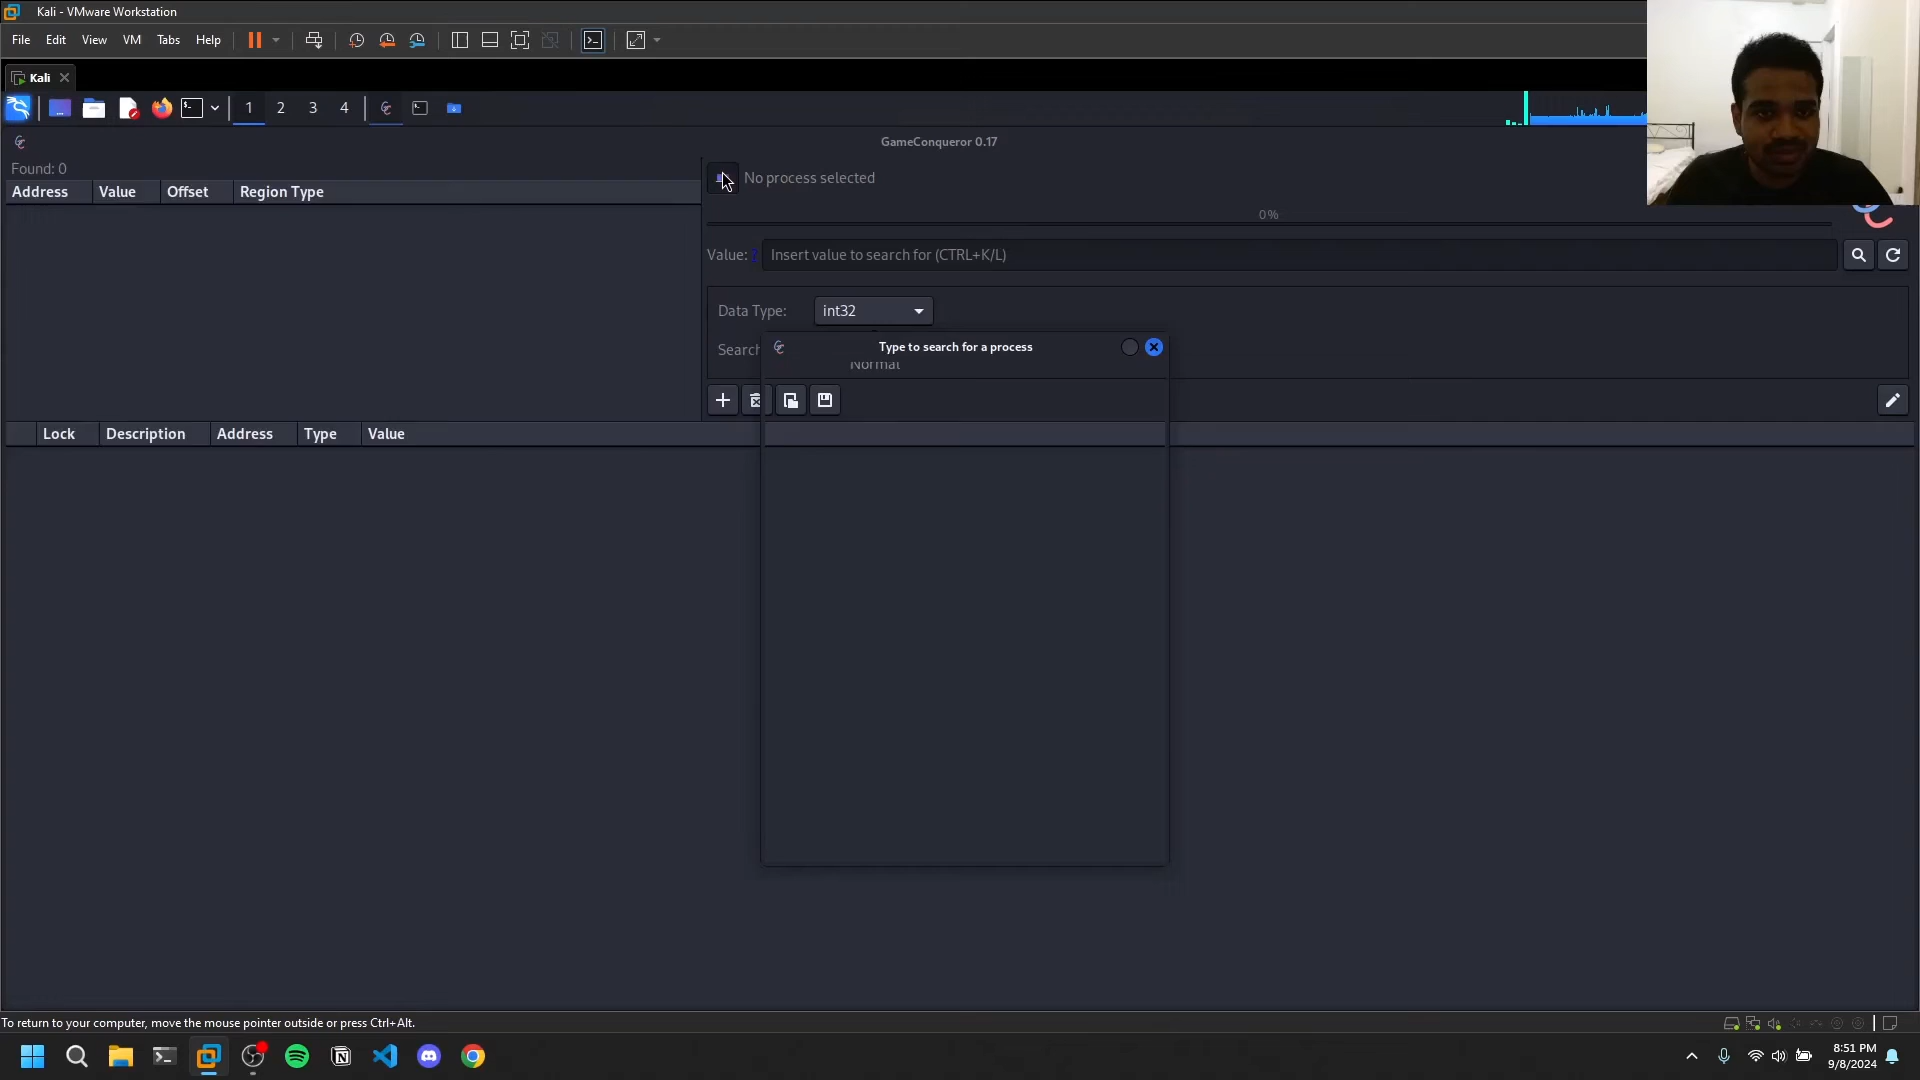 Kali - VMware Workstation
File Edit View VM Tabs Help
Kali
1 2 3 4
GameConqueror 0.17
Found: 0
Address Value Offset Region Type
No process selected
0%
Value: ? Insert value to search for (CTRL+K/L)
Data Type: int32
Search
Type to search for a process
Normal
Lock Description Address Type Value
To return to your computer, move the mouse pointer outside or press Ctrl+Alt.
8:51 PM
9/8/2024